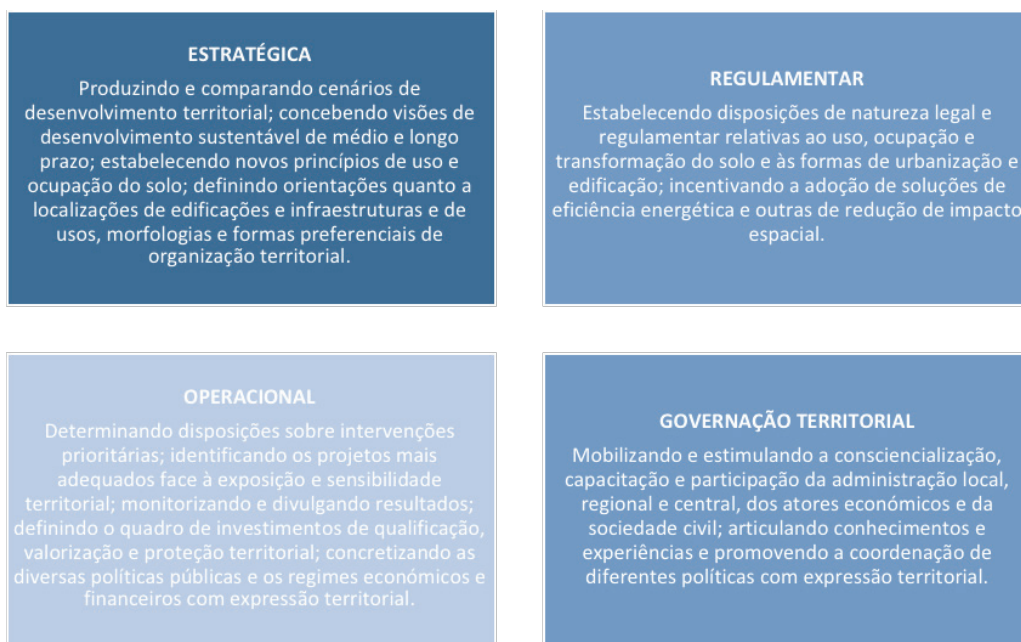 ESTRATÉGICA
Produzindo e comparando cenários de
desenvolvimento territorial; concebendo visões de
desenvolvimento sustentável de médio e longo
prazo; estabelecendo novos princípios de uso e
ocupação do solo; definindo orientações quanto a
localizações de edificações e infraestruturas e de
usos, morfologias e formas preferenciais de
organização territorial.
REGULAMENTAR
Estabelecendo disposições de natureza legal e
regulamentar relativas ao uso, ocupação e
transformação do solo e às formas de urbanização e
edificação; incentivando a adoção de soluções de
eficiência energética e outras de redução de impacto
espacial.
OPERACIONAL
Determinando disposições sobre intervenções
prioritárias; identificando os projetos mais
adequados face à exposição e sensibilidade
territorial; monitorizando e divulgando resultados;
definindo o quadro de investimentos de qualificação,
valorização e proteção territorial; concretizando as
diversas políticas públicas e os regimes económicos e
financeiros com expressão territorial.
GOVERNAÇÃO TERRITORIAL
Mobilizando e estimulando a consciencialização,
capacitação e participação da administração local,
regional e central, dos atores económicos e da
sociedade civil; articulando conhecimentos e
experiências e promovendo a coordenação de
diferentes políticas com expressão territorial.